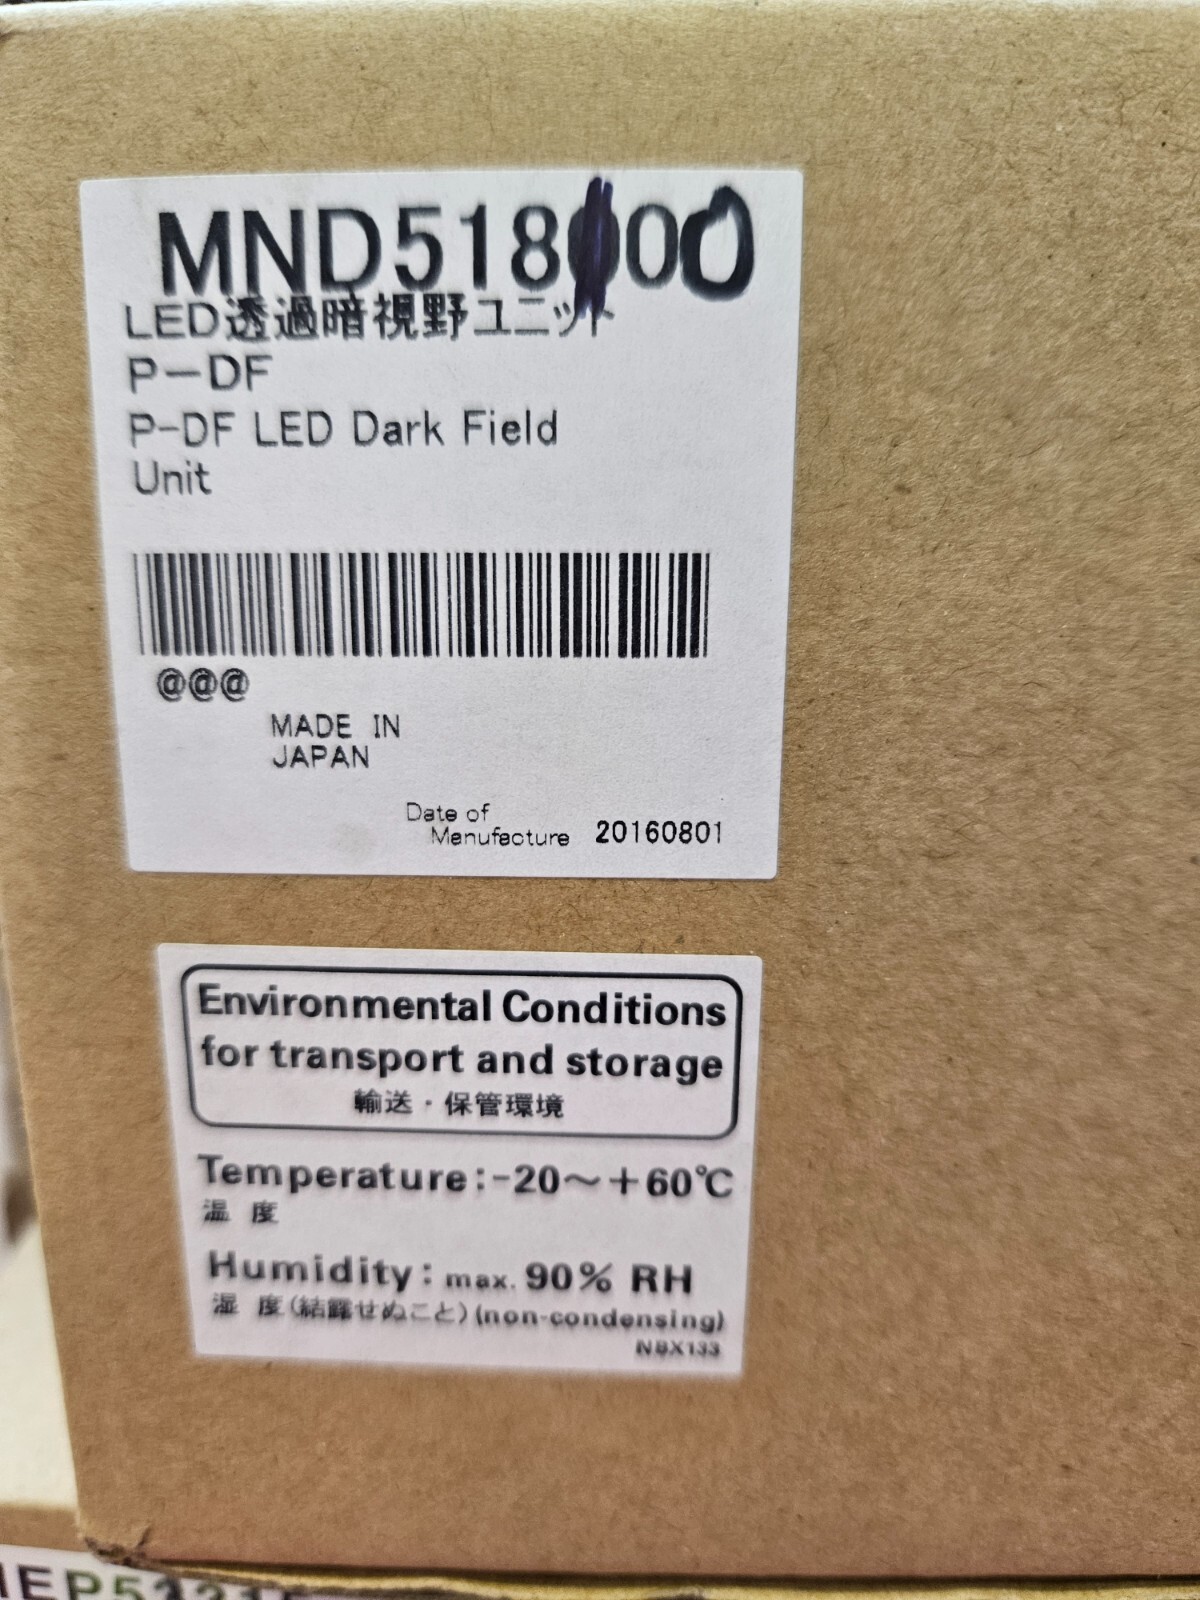 MND518000
LED透過暗視野ユニット
P−DF
P-DF LED Dark Field
Unit
@@@
MADE IN
JAPAN
Date of
Manufacture 20160801
Environmental Conditions
for transport and storage
輸送・保管環境
Temperature:-20～+60℃
温 度
Humidity: max. 90% RH
湿 度(結露せぬこと)(non-condensing)
NBX133